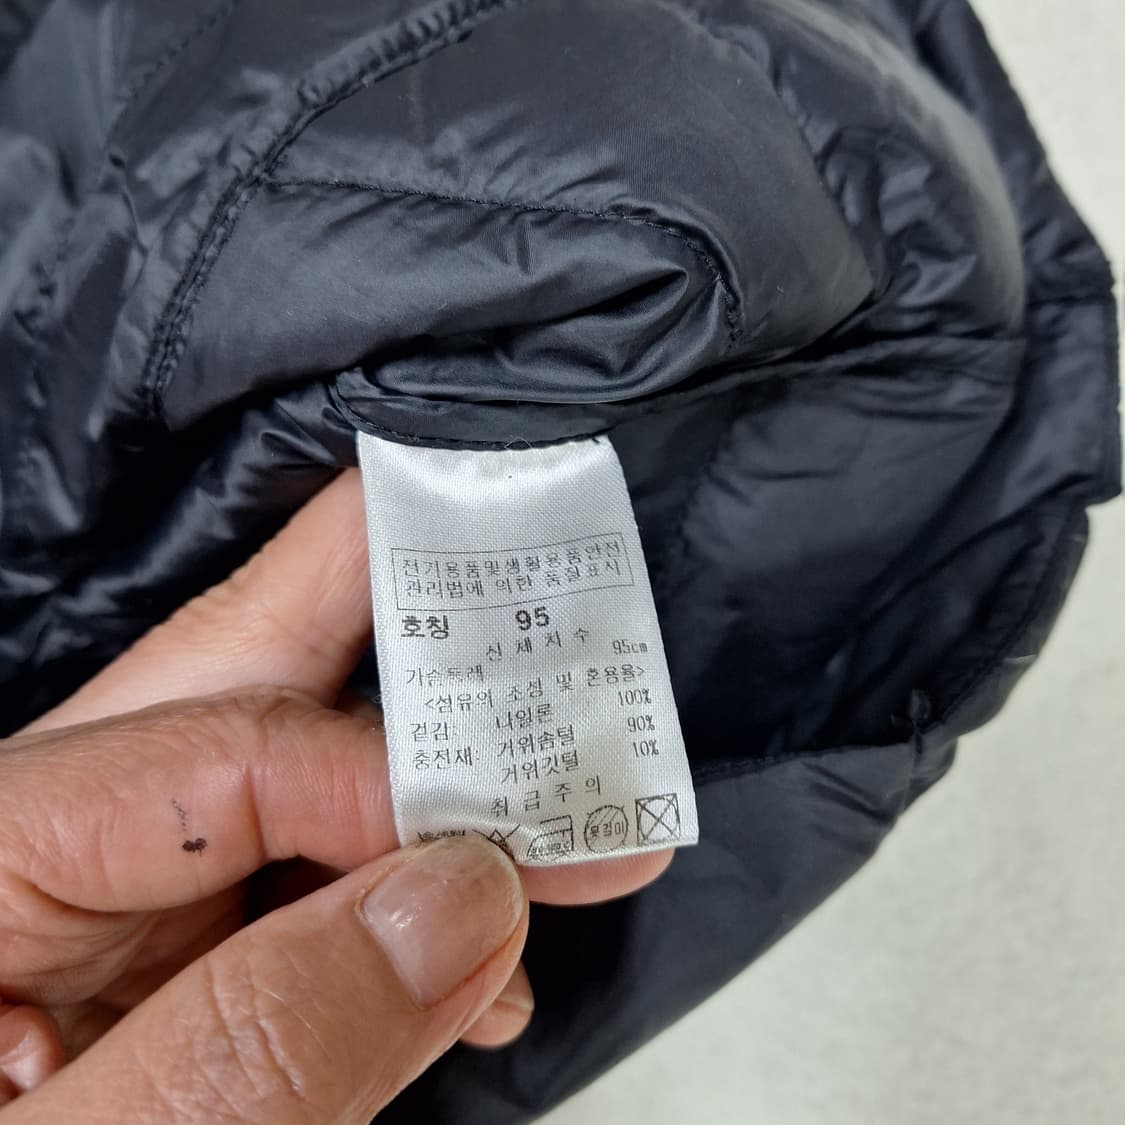 전기용품및생활용품안전
관리법에 의한 품질표시
호칭 95
신체치수
가슴둘레 95cm
<섬유의 조성 및 혼용율>
겉감: 나일론 100%
충전재: 거위솜털 90%
거위깃털 10%
취급주의
옷걸이